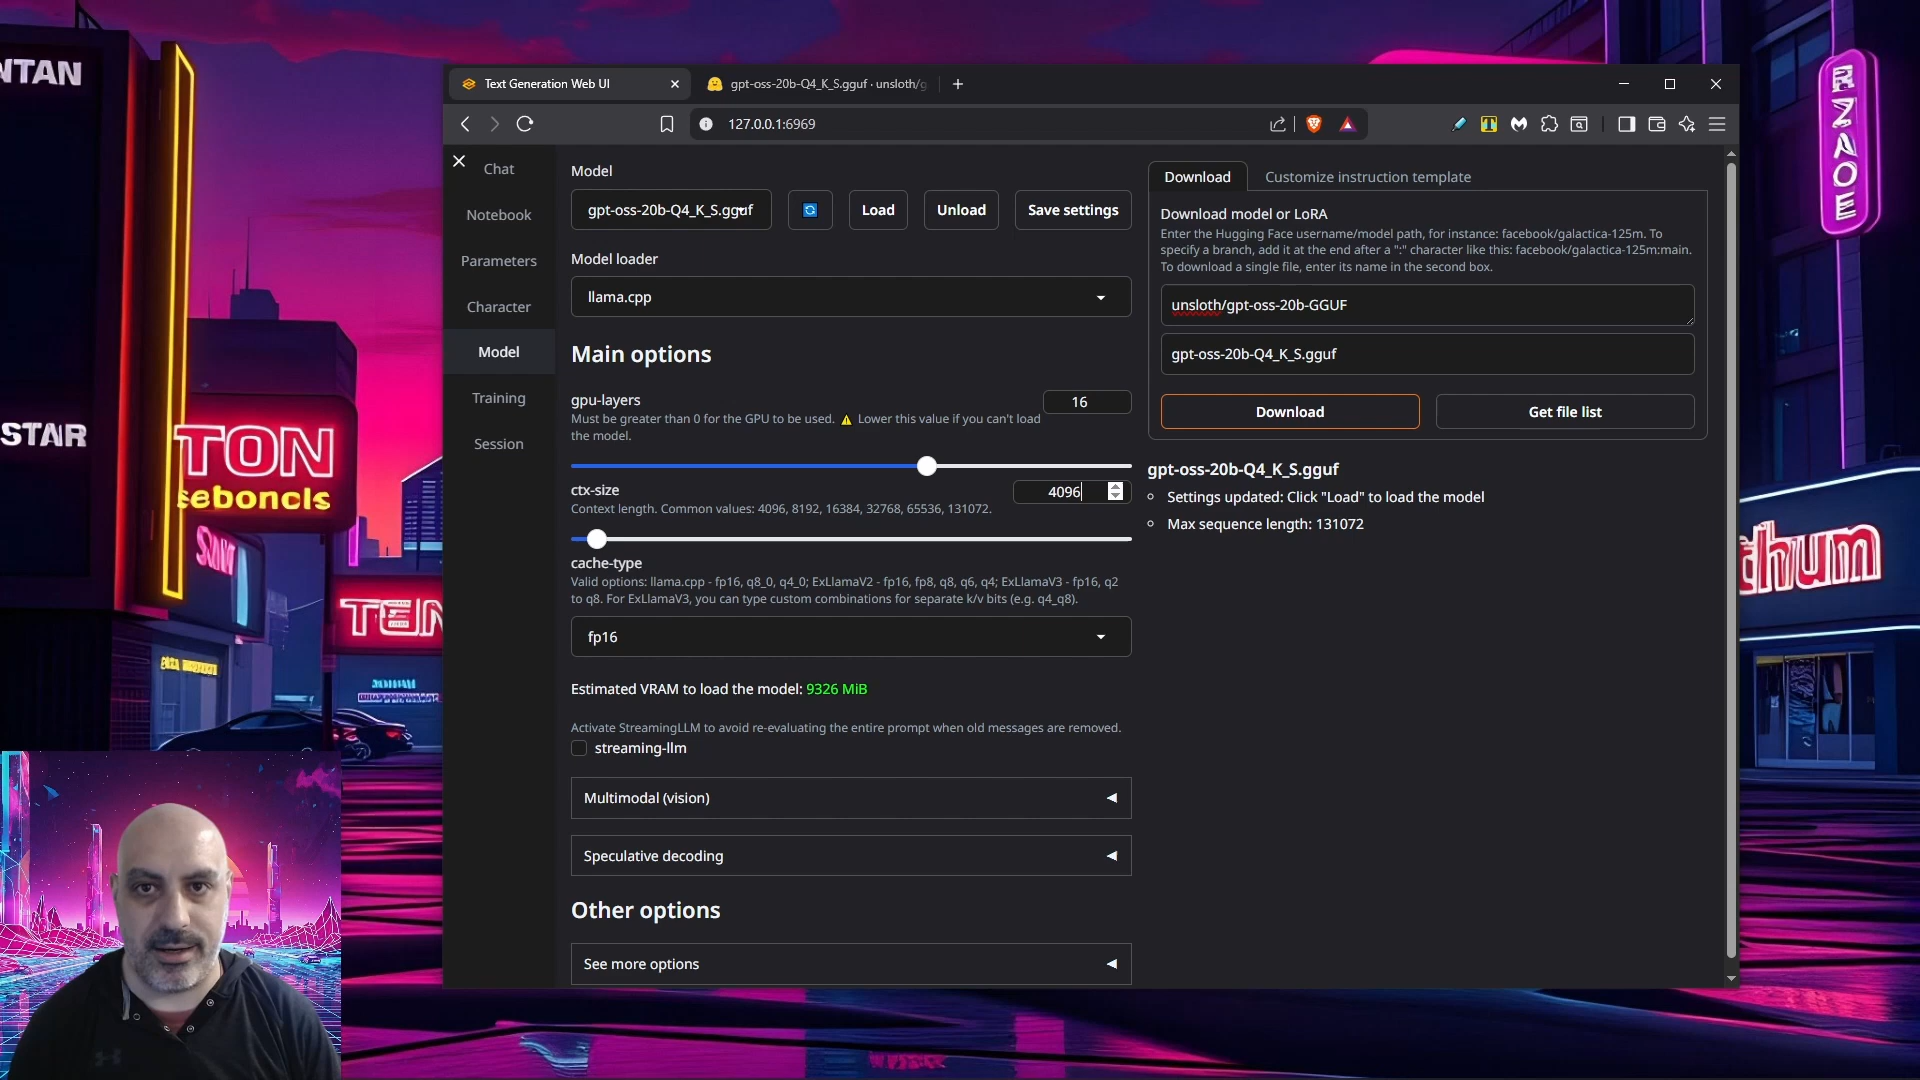 NTAN
STAR
TON
seboncls
Text Generation Web UI
gpt-oss-20b-Q4_K_S.gguf · unsloth/g
127.0.0.1:6969
Chat
Notebook
Parameters
Character
Model
Training
Session
Model
gpt-oss-20b-Q4_K_S.gguf
Load
Unload
Save settings
Model loader
llama.cpp
Main options
gpu-layers
16
Must be greater than 0 for the GPU to be used. ⚠ Lower this value if you can't load
the model.
ctx-size
4096
Context length. Common values: 4096, 8192, 16384, 32768, 65536, 131072.
cache-type
Valid options: llama.cpp - fp16, q8_0, q4_0; ExLlamaV2 - fp16, fp8, q8, q6, q4; ExLlamaV3 - fp16, q2
to q8. For ExLlamaV3, you can type custom combinations for separate k/v bits (e.g. q4_q8).
fp16
Estimated VRAM to load the model: 9326 MiB
Activate StreamingLLM to avoid re-evaluating the entire prompt when old messages are removed.
streaming-llm
Multimodal (vision)
Speculative decoding
Other options
See more options
Download
Customize instruction template
Download model or LoRA
Enter the Hugging Face username/model path, for instance: facebook/galactica-125m. To
specify a branch, add it at the end after a ":" character like this: facebook/galactica-125m:main.
To download a single file, enter its name in the second box.
unsloth/gpt-oss-20b-GGUF
gpt-oss-20b-Q4_K_S.gguf
Download
Get file list
gpt-oss-20b-Q4_K_S.gguf
Settings updated: Click "Load" to load the model
Max sequence length: 131072
thum